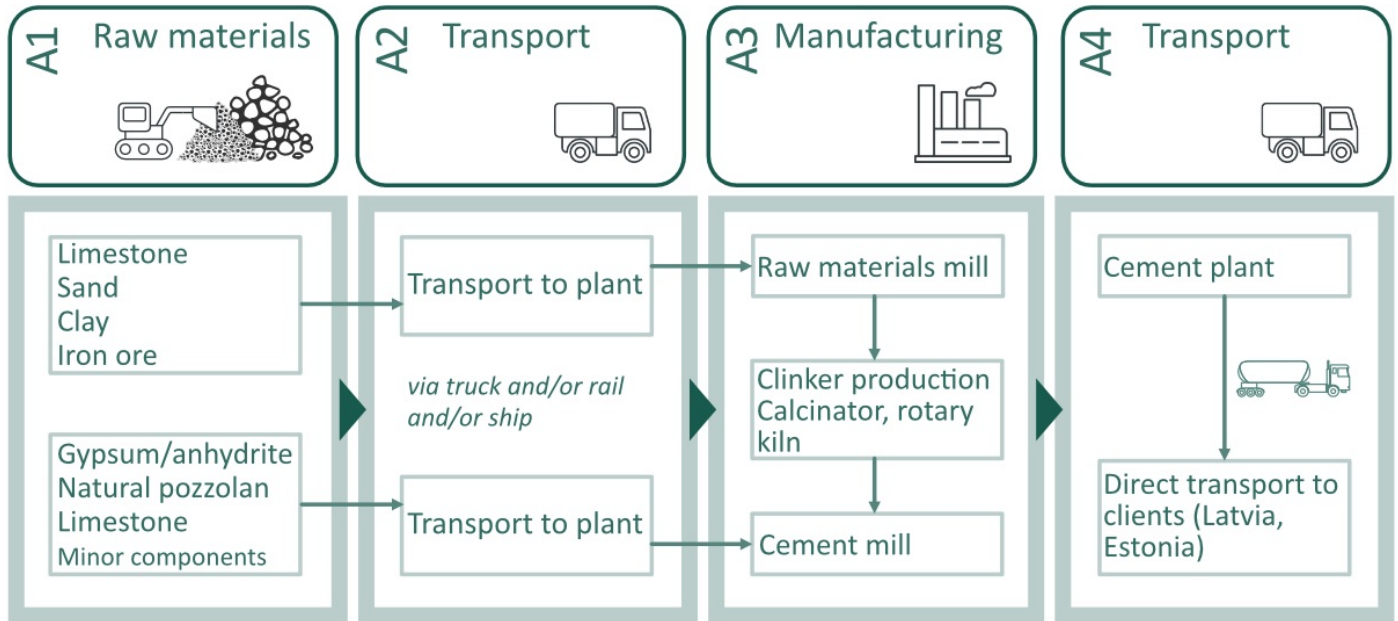 A1 Raw materials
A2 Transport
A3 Manufacturing
A4 Transport
Limestone
Sand
Clay
Iron ore
Gypsum/anhydrite
Natural pozzolan
Limestone
Minor components
Transport to plant
via truck and/or rail
and/or ship
Transport to plant
Raw materials mill
Clinker production
Calcinator, rotary
kiln
Cement mill
Cement plant
Direct transport to
clients (Latvia,
Estonia)